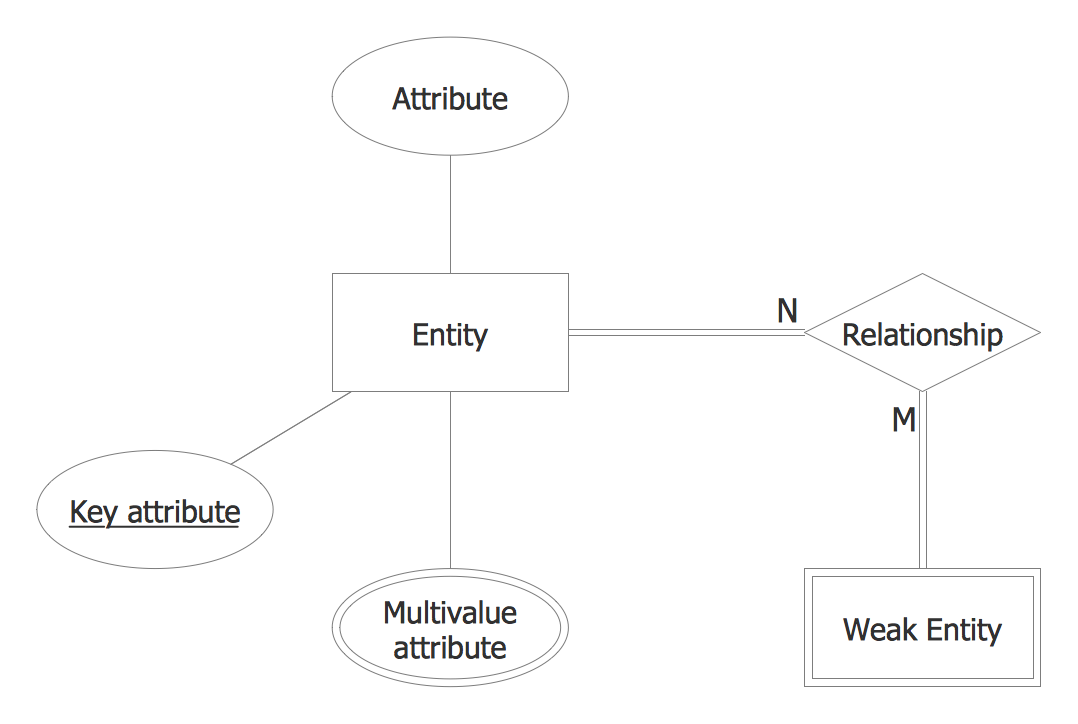 Attribute
Entity
N
Relationship
M
Key attribute
Multivalue
attribute
Weak Entity